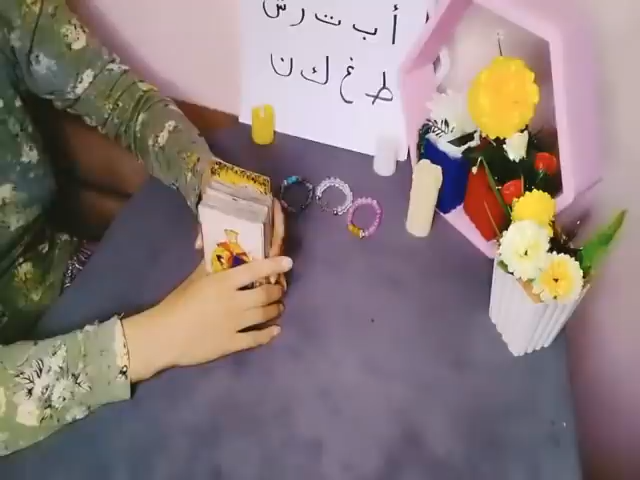 أ ب ت ر ش
ط غ ك ن